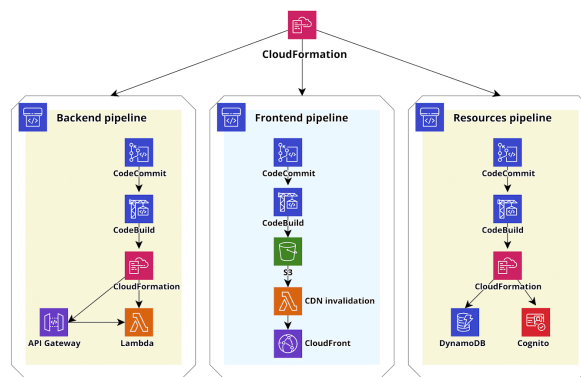 CloudFormation
Backend pipeline
CodeCommit
CodeBuild
CloudFormation
API Gateway
Lambda
Frontend pipeline
CodeCommit
CodeBuild
S3
CDN invalidation
CloudFront
Resources pipeline
CodeCommit
CodeBuild
CloudFormation
DynamoDB
Cognito